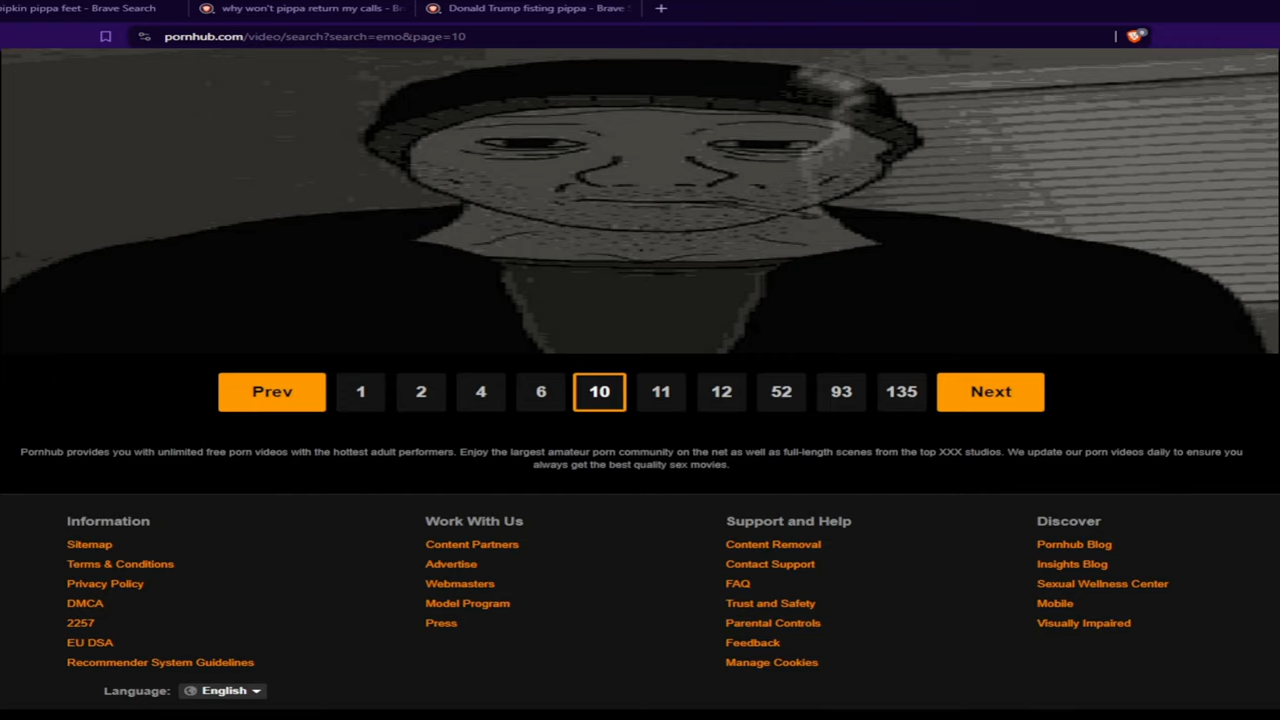 ipkin pippa feet - Brave Search
why won't pippa return my calls - Br
Donald Trump fisting pippa - Brave S
pornhub.com/video/search?search=emo&page=10
Prev 1 2 4 6 10 11 12 52 93 135 Next
Pornhub provides you with unlimited free porn videos with the hottest adult performers. Enjoy the largest amateur porn community on the net as well as full-length scenes from the top XXX studios. We update our porn videos daily to ensure you
always get the best quality sex movies.
Information
Sitemap
Terms & Conditions
Privacy Policy
DMCA
2257
EU DSA
Recommender System Guidelines
Work With Us
Content Partners
Advertise
Webmasters
Model Program
Press
Support and Help
Content Removal
Contact Support
FAQ
Trust and Safety
Parental Controls
Feedback
Manage Cookies
Discover
Pornhub Blog
Insights Blog
Sexual Wellness Center
Mobile
Visually Impaired
Language: English